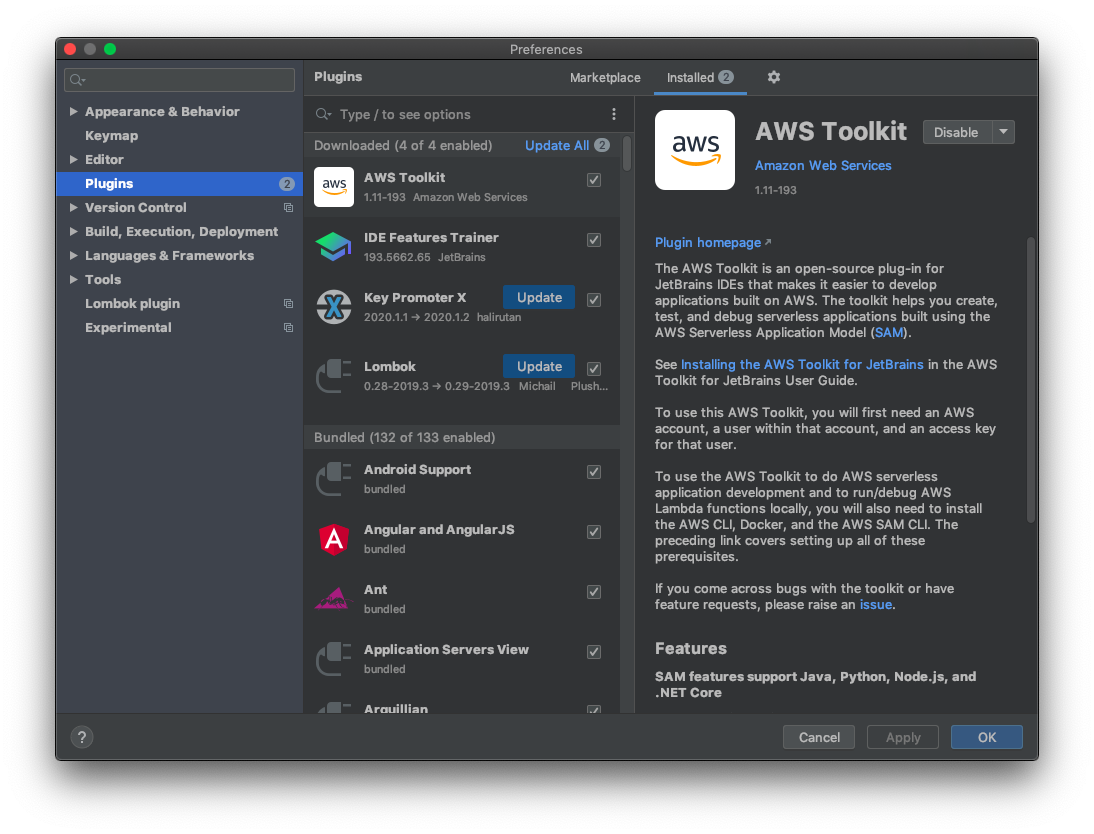 Preferences
Appearance & Behavior
Keymap
Editor
Plugins 2
Version Control
Build, Execution, Deployment
Languages & Frameworks
Tools
Lombok plugin
Experimental
Plugins
Marketplace
Installed 2
Type / to see options
Downloaded (4 of 4 enabled) Update All 2
aws
AWS Toolkit
1.11-193 Amazon Web Services
IDE Features Trainer
193.5662.65 JetBrains
Key Promoter X Update
2020.1.1 → 2020.1.2 halirutan
Lombok Update
0.28-2019.3 → 0.29-2019.3 Michail Plush...
Bundled (132 of 133 enabled)
Android Support
bundled
Angular and AngularJS
bundled
Ant
bundled
Application Servers View
bundled
Arquillian
aws
AWS Toolkit
Disable
Amazon Web Services
1.11-193
Plugin homepage ↗
The AWS Toolkit is an open-source plug-in for
JetBrains IDEs that makes it easier to develop
applications built on AWS. The toolkit helps you create,
test, and debug serverless applications built using the
AWS Serverless Application Model (SAM).
See Installing the AWS Toolkit for JetBrains in the AWS
Toolkit for JetBrains User Guide.
To use this AWS Toolkit, you will first need an AWS
account, a user within that account, and an access key
for that user.
To use the AWS Toolkit to do AWS serverless
application development and to run/debug AWS
Lambda functions locally, you will also need to install
the AWS CLI, Docker, and the AWS SAM CLI. The
preceding link covers setting up all of these
prerequisites.
If you come across bugs with the toolkit or have
feature requests, please raise an issue.
Features
SAM features support Java, Python, Node.js, and
.NET Core
?
Cancel
Apply
OK